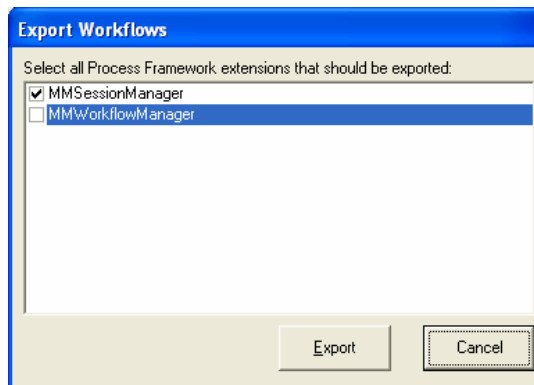 Export Workflows
Select all Process Framework extensions that should be exported:
MMSessionManager
MMWorkflowManager
Export Cancel